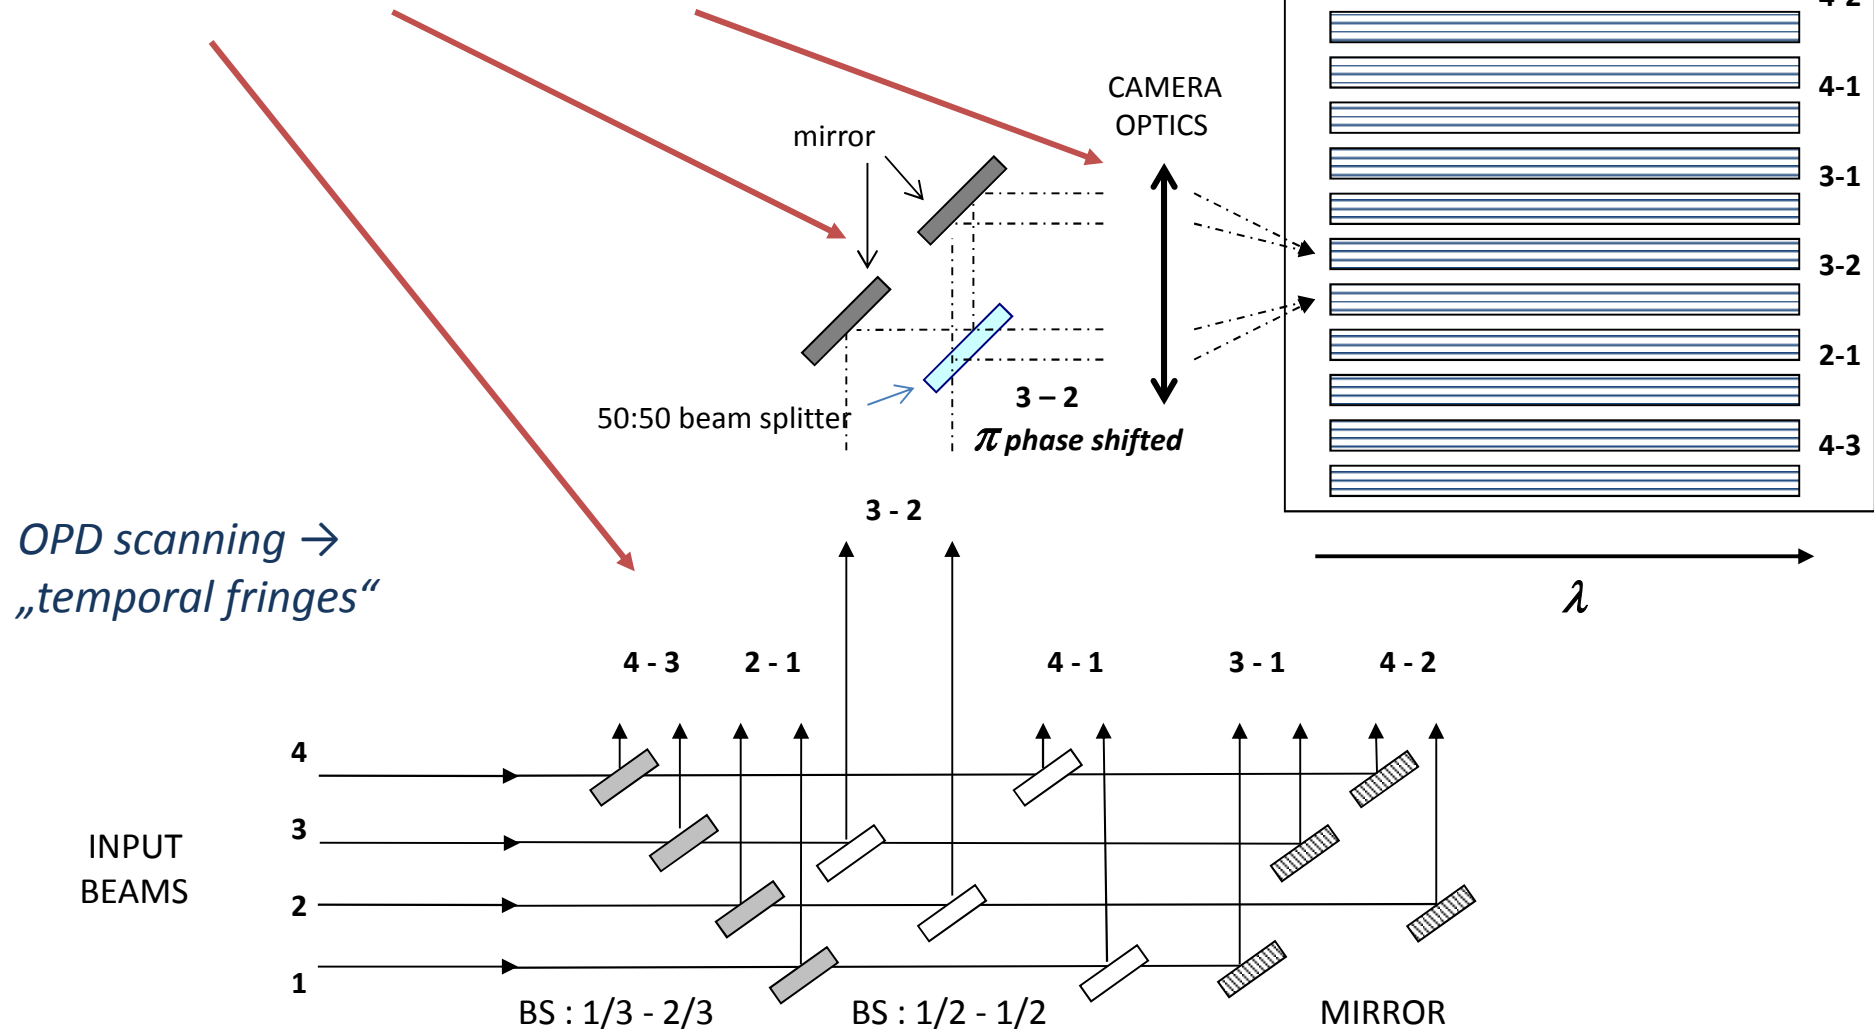 4-2
CAMERA
OPTICS
4-1
mirror
3-1
3-2
2-1
3 – 2
50:50 beam splitter
π phase shifted
4-3
3 - 2
OPD scanning →
„temporal fringes“
λ
4 - 3 2 - 1 4 - 1 3 - 1 4 - 2
4
3
INPUT
BEAMS
2
1
BS : 1/3 - 2/3 BS : 1/2 - 1/2 MIRROR